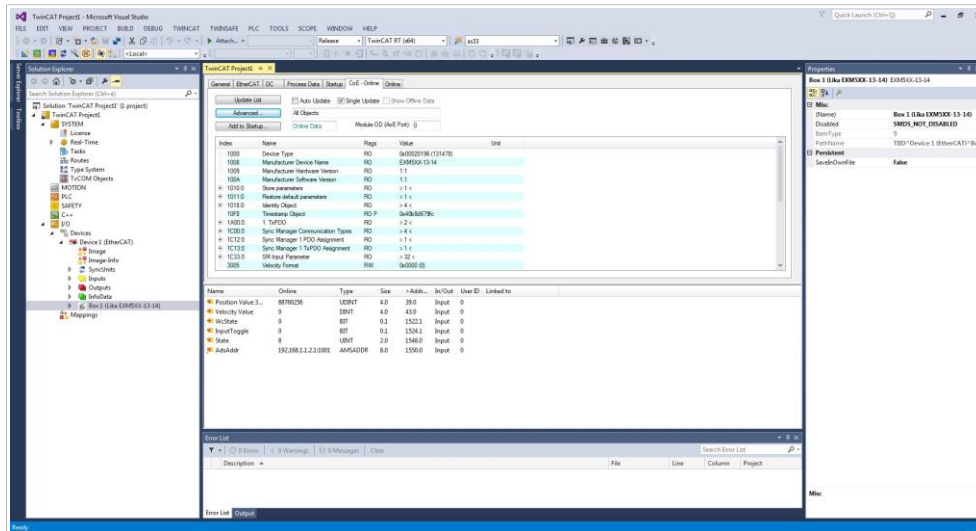 TwinCAT Project1 - Microsoft Visual Studio
Quick Launch (Ctrl+Q)
FILE EDIT VIEW PROJECT BUILD DEBUG TWINCAT TWINSAFE PLC TOOLS SCOPE WINDOW HELP
Attach... Release TwinCAT RT (x64) as33
<Local>
Server Explorer
Toolbox
Solution Explorer
Search Solution Explorer (Ctrl+é)
Solution 'TwinCAT Project1' (1 project)
TwinCAT Project1
SYSTEM
License
Real-Time
Tasks
Routes
Type System
TcCOM Objects
MOTION
PLC
SAFETY
C++
I/O
Devices
Device 1 (EtherCAT)
Image
Image-Info
SyncUnits
Inputs
Outputs
InfoData
Box 1 (Lika EXM5XX-13-14)
Mappings
TwinCAT Project1
General EtherCAT DC Process Data Startup CoE - Online Online
Update List Auto Update Single Update Show Offline Data
Advanced... All Objects
Add to Startup... Online Data Module OD (AoE Port): 0
Index Name Flags Value Unit
1000 Device Type RO 0x00020196 (131478)
1008 Manufacturer Device Name RO EXM5XX-13-14
1009 Manufacturer Hardware Version RO 1.1
100A Manufacturer Software Version RO 1.1
1010:0 Store parameters RO > 1 <
1011:0 Restore default parameters RO > 1 <
1018:0 Identity Object RO > 4 <
10F8 Timestamp Object RO P
1A00:0 1. TxPDO RO > 2 <
1C00:0 Sync Manager Communication Types RO > 4 <
1C12:0 Sync Manager 1 PDO Assignment RO > 1 <
1C13:0 Sync Manager 1 TxPDO Assignment RO > 1 <
1C33:0 SM Input Parameter RO > 32 <
3005 Velocity Format RW 0x0000 (0)
Name Online Type Size >Addr... In/Out User ID Linked to
Position Value 3... 88760236 UDINT 4.0 39.0 Input 0
Velocity Value 0 DINT 4.0 43.0 Input 0
WcState 0 BIT 0.1 1522.1 Input 0
InputToggle 0 BIT 0.1 1524.1 Input 0
State 8 UINT 2.0 1548.0 Input 0
AdsAddr 192.168.1.1.2.1:1001 AMSADDR 8.0 1550.0 Input 0
Error List
0 Errors 0 Warnings 0 Messages Clear
Search Error List
Description File Line Column Project
Error List Output
Properties
Box 1 (Lika EXM5XX-13-14) EXM5XX-13-14
Misc
(Name) Box 1 (Lika EXM5XX-13-14)
Disabled SMDS_NOT_DISABLED
ItemType 5
PathName TIID^Device 1 (EtherCAT)^B
Persistent
SaveInOwnFile False
Misc
Ready